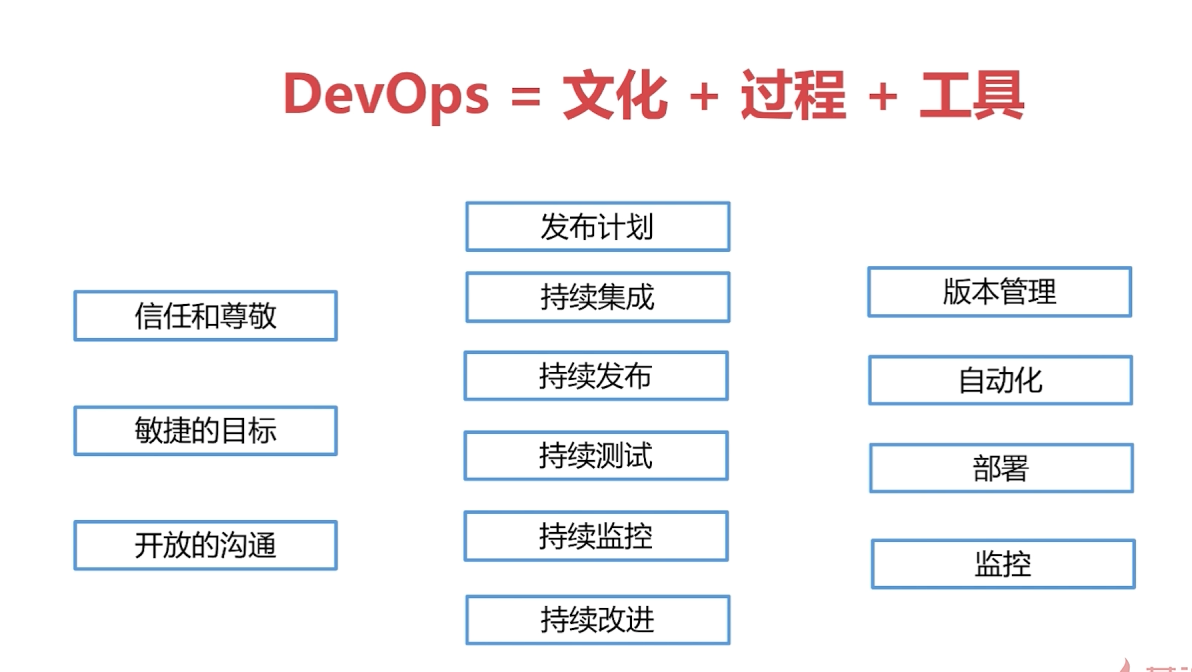 DevOps = 文化 + 过程 + 工具
信任和尊敬
敏捷的目标
开放的沟通
发布计划
持续集成
持续发布
持续测试
持续监控
持续改进
版本管理
自动化
部署
监控